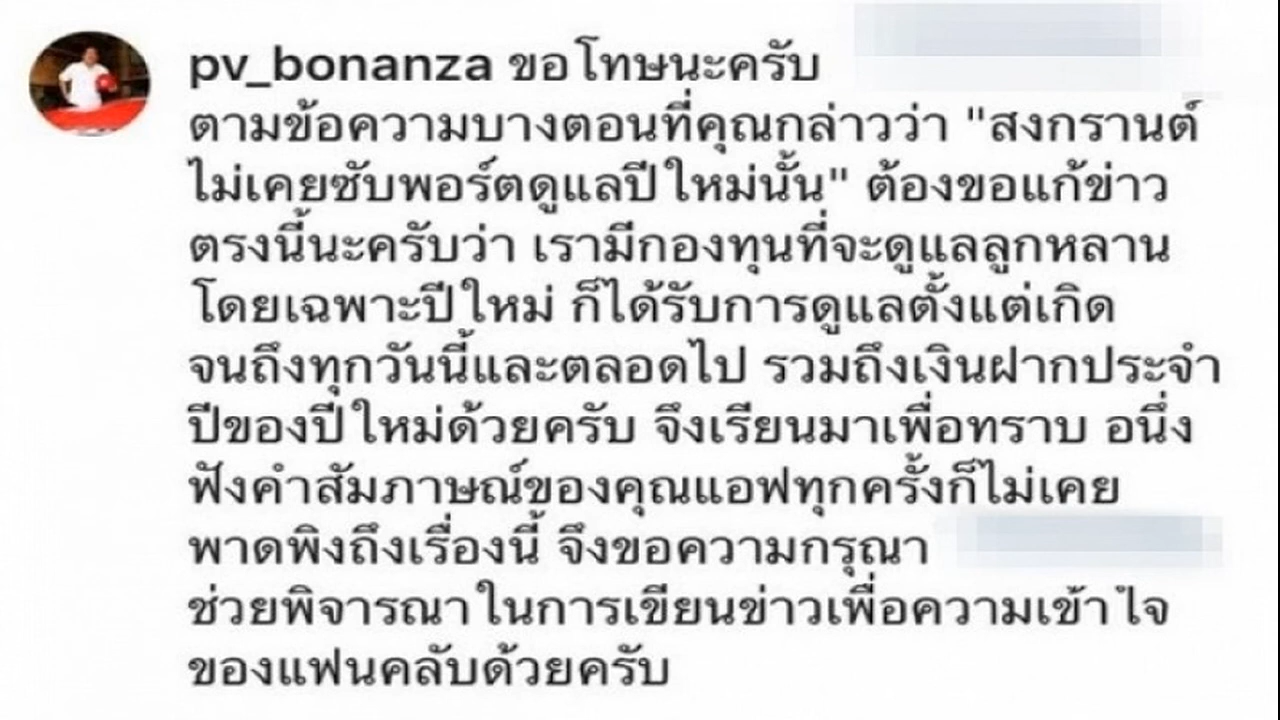 pv_bonanza ขอโทษนะครับ
ตามข้อความบางตอนที่คุณกล่าวว่า "สงกรานต์
ไม่เคยซับพอร์ตดูแลปีใหม่นั้น" ต้องขอแก้ข่าว
ตรงนี้นะครับว่า เรามีกองทุนที่จะดูแลลูกหลาน
โดยเฉพาะปีใหม่ ก็ได้รับการดูแลตั้งแต่เกิด
จนถึงทุกวันนี้และตลอดไป รวมถึงเงินฝากประจำ
ปีของปีใหม่ด้วยครับ จึงเรียนมาเพื่อทราบ อนึ่ง
ฟังคำสัมภาษณ์ของคุณแอฟทุกครั้งก็ไม่เคย
พาดพิงถึงเรื่องนี้ จึงขอความกรุณา
ช่วยพิจารณาในการเขียนข่าวเพื่อความเข้าใจ
ของแฟนคลับด้วยครับ